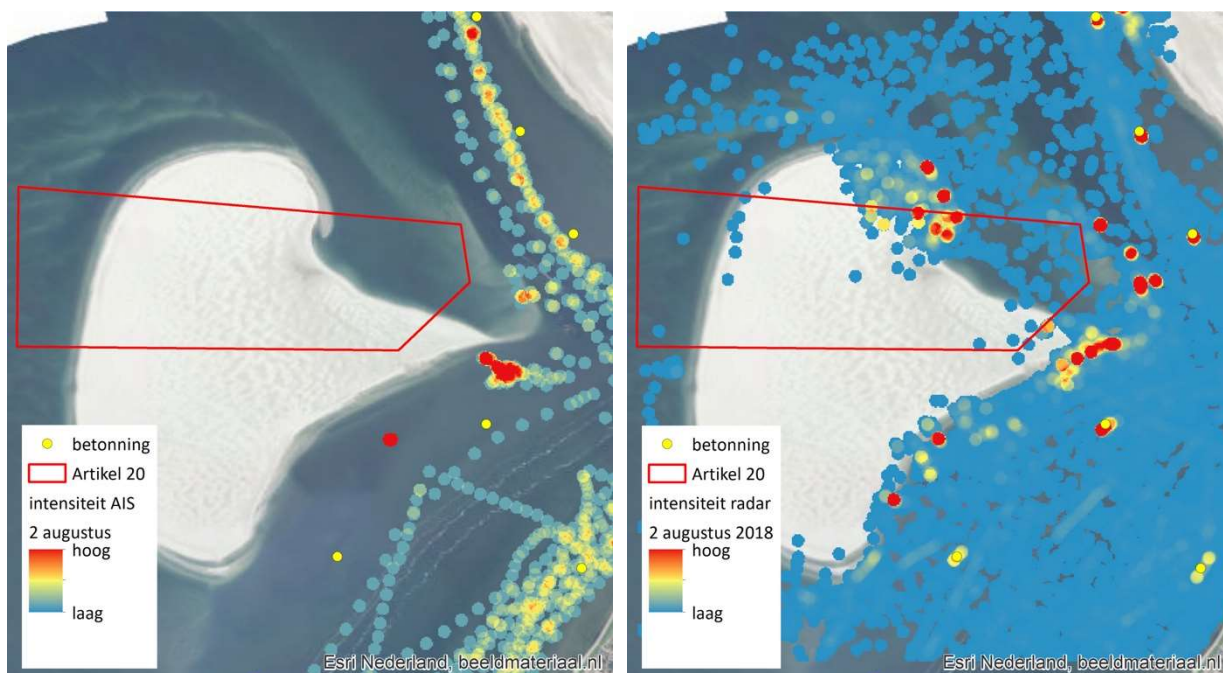 betonning
Artikel 20
intensiteit AIS
2 augustus
hoog
laag
Esri Nederland, beeldmateriaal.nl
betonning
Artikel 20
intensiteit radar
2 augustus 2018
hoog
laag
Esri Nederland, beeldmateriaal.nl